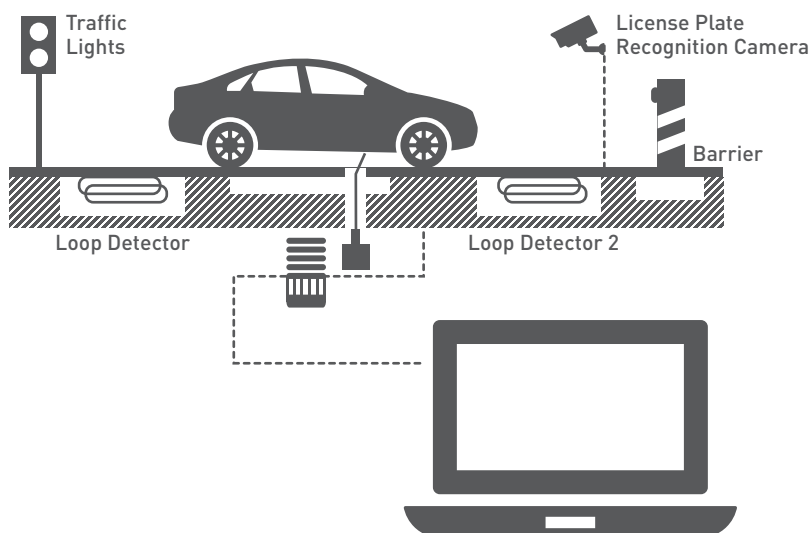 Traffic
Lights
License Plate
Recognition Camera
Barrier
Loop Detector
Loop Detector 2